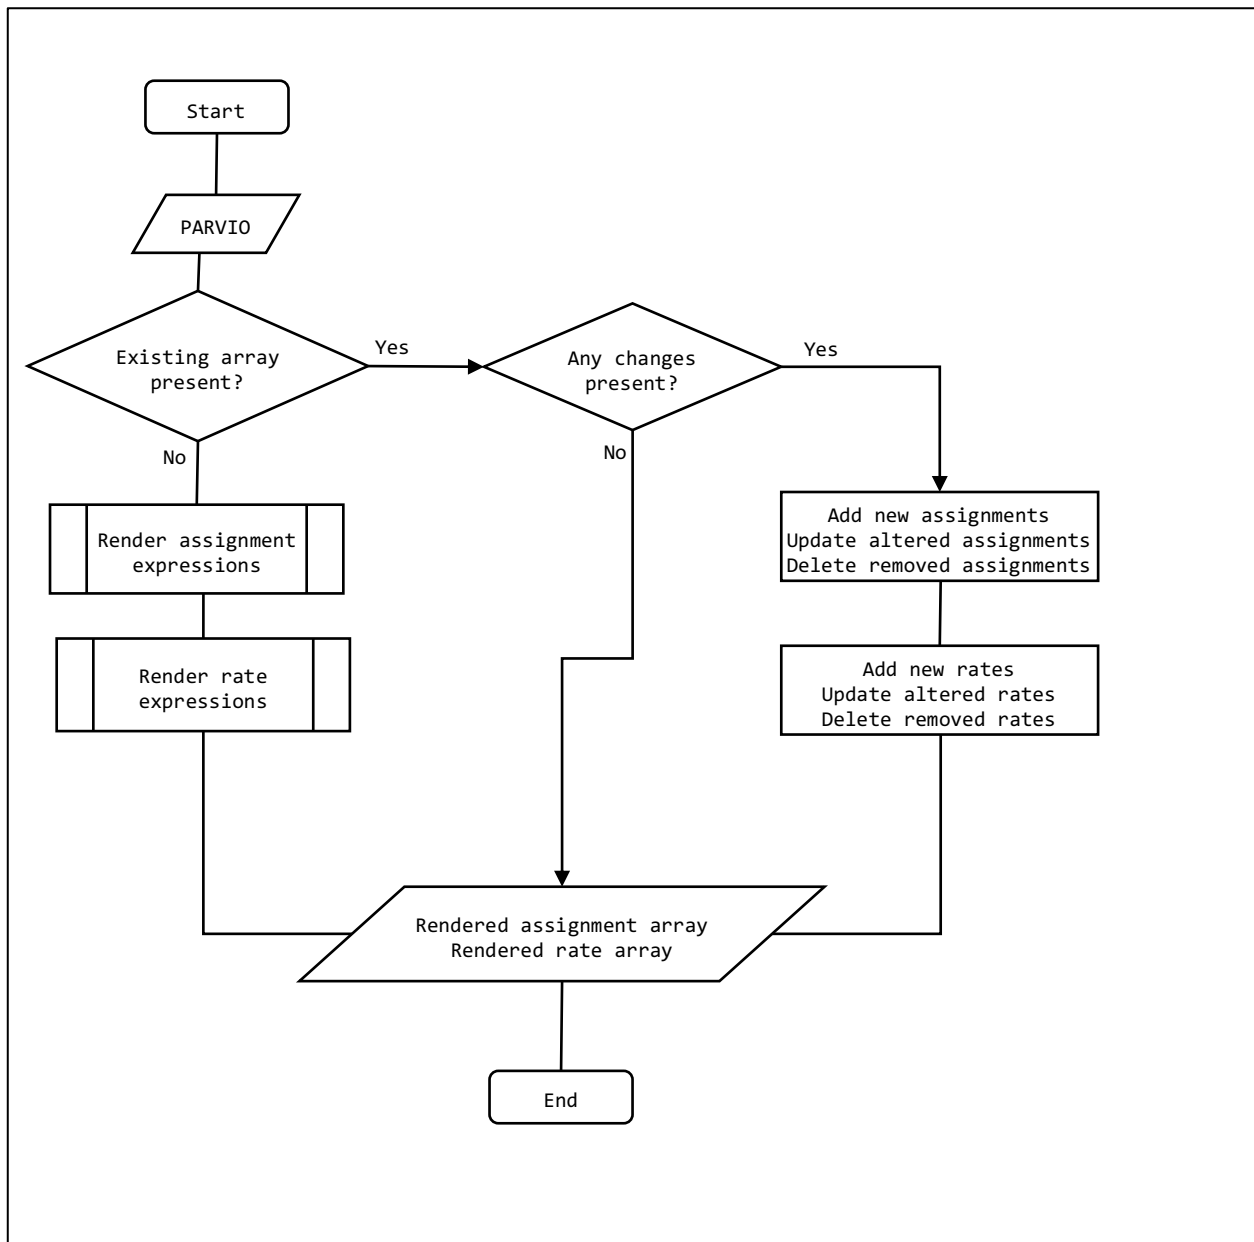 Start
PARVIO
Existing array
present?
Yes
Any changes
present?
Yes
No
No
Render assignment
expressions
Add new assignments
Update altered assignments
Delete removed assignments
Render rate
expressions
Add new rates
Update altered rates
Delete removed rates
Rendered assignment array
Rendered rate array
End